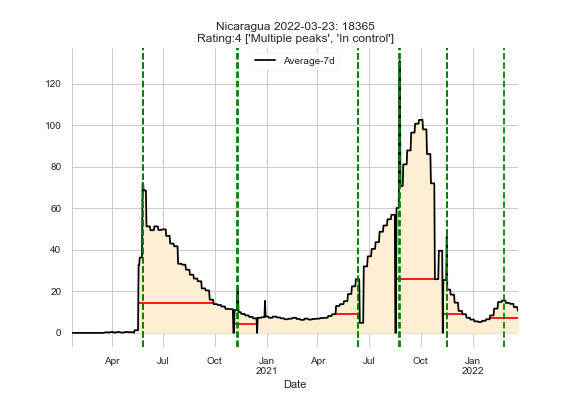 Nicaragua 2022-03-23: 18365
Rating:4 ['Multiple peaks', 'In control']
Average-7d
120
100
80
60
40
20
0
Apr Jul Oct Jan Apr Jul Oct Jan
2021 2022
Date